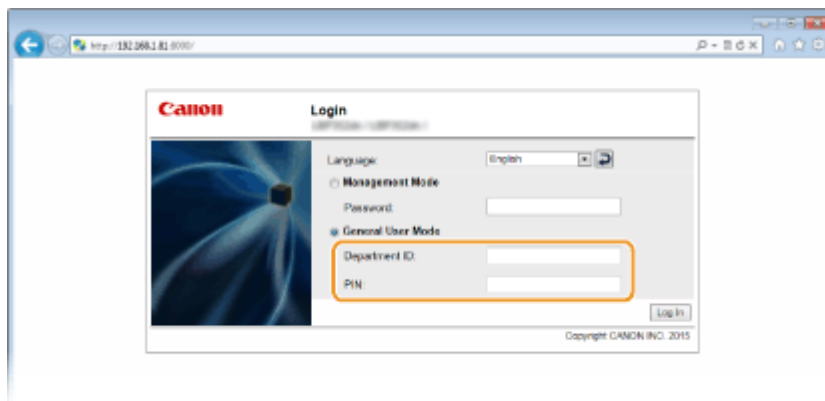 http://192.168.1.81:8000/
Canon
Login
Language:
English
Management Mode
Password:
General User Mode
Department ID:
PIN:
Log In
Copyright CANON INC. 2015